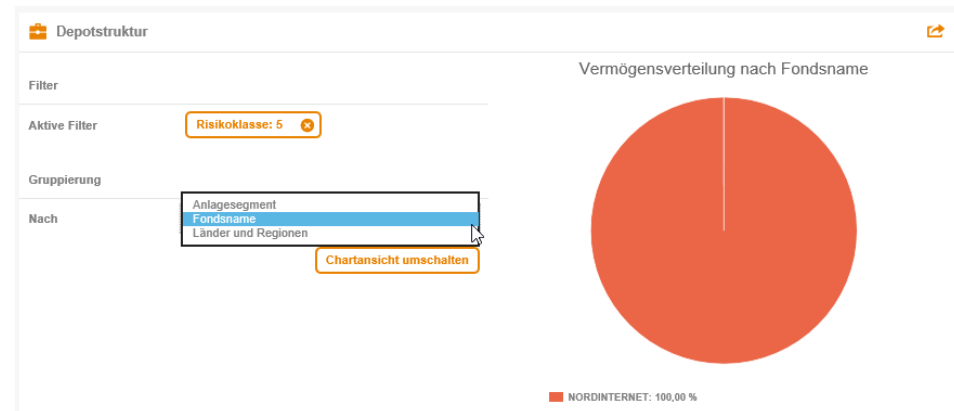 Depotstruktur
Filter
Aktive Filter
Risikoklasse: 5
Gruppierung
Nach
Anlagesegment
Fondsname
Länder und Regionen
Chartansicht umschalten
Vermögensverteilung nach Fondsname
NORDINTERNET: 100,00 %